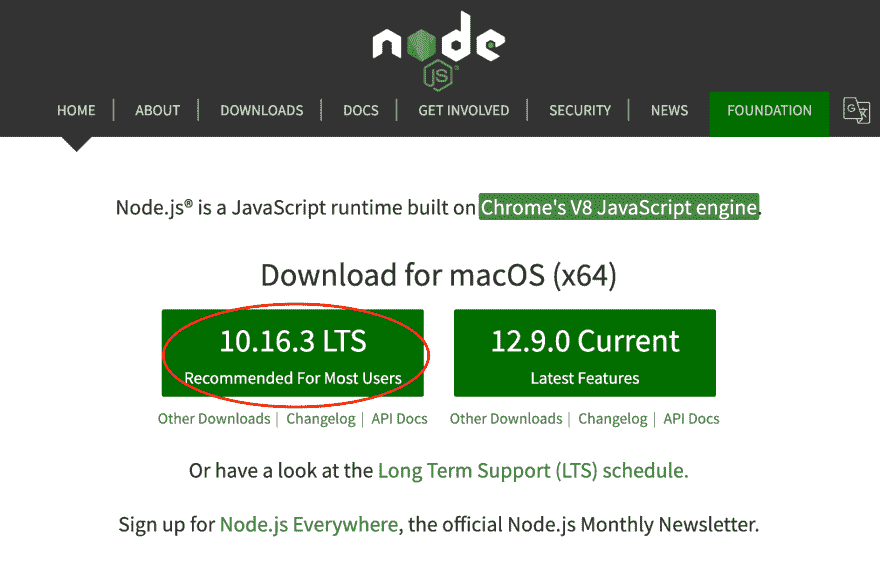 node
JS
HOME | ABOUT | DOWNLOADS | DOCS | GET INVOLVED | SECURITY | NEWS FOUNDATION G文
Node.js® is a JavaScript runtime built on Chrome's V8 JavaScript engine.
Download for macOS (x64)
10.16.3 LTS 12.9.0 Current
Recommended For Most Users Latest Features
Other Downloads | Changelog | API Docs Other Downloads | Changelog | API Docs
Or have a look at the Long Term Support (LTS) schedule.
Sign up for Node.js Everywhere, the official Node.js Monthly Newsletter.